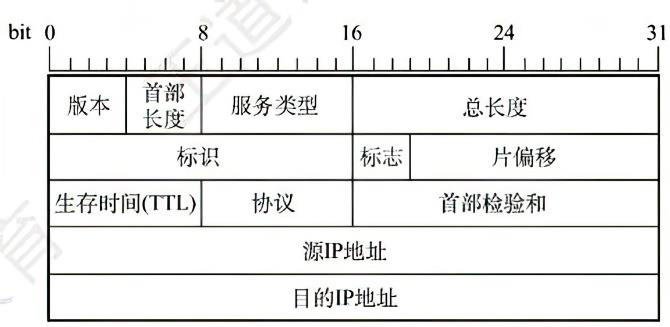 bit 0 8 16 24 31
版本 首部长度 服务类型 总长度
标识 标志 片偏移
生存时间(TTL) 协议 首部检验和
源IP地址
目的IP地址